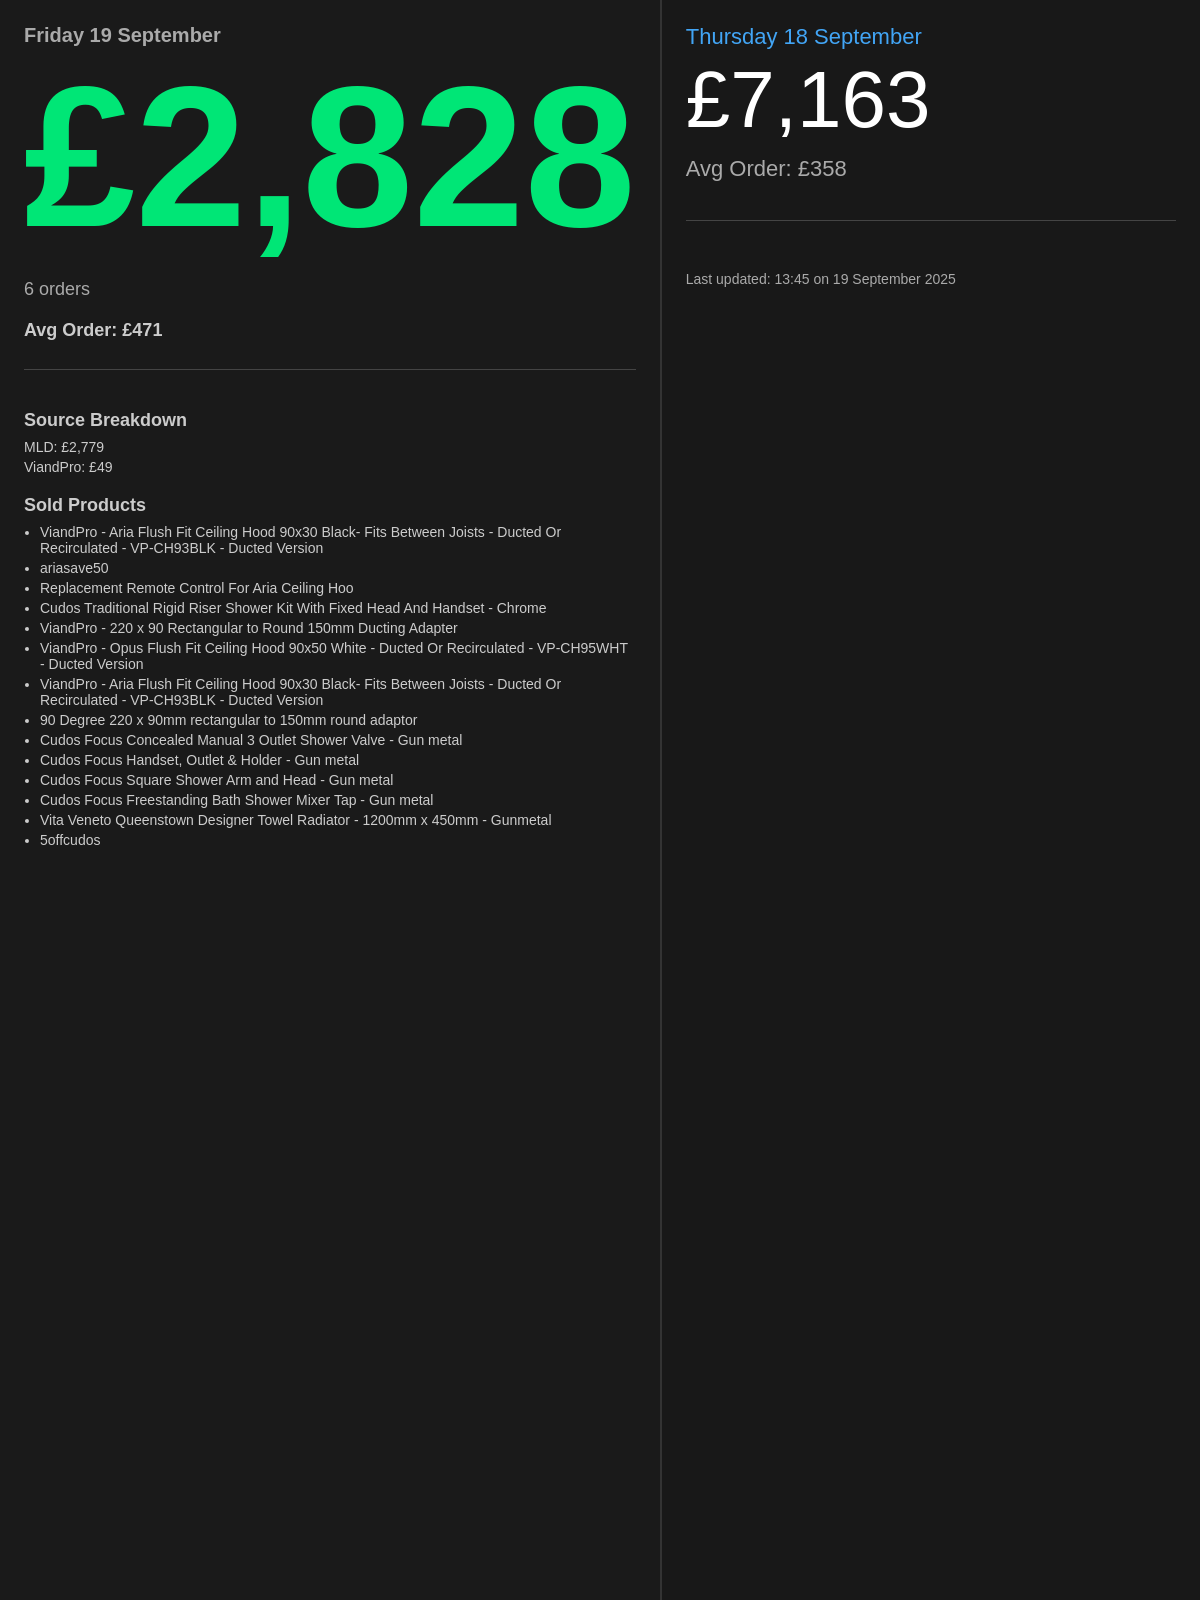 Friday 19 September
£2,828
6 orders
Avg Order: £471
Source Breakdown
MLD: £2,779
ViandPro: £49
Sold Products
• ViandPro - Aria Flush Fit Ceiling Hood 90x30 Black- Fits Between Joists - Ducted Or
Recirculated - VP-CH93BLK - Ducted Version
• ariasave50
• Replacement Remote Control For Aria Ceiling Hoo
• Cudos Traditional Rigid Riser Shower Kit With Fixed Head And Handset - Chrome
• ViandPro - 220 x 90 Rectangular to Round 150mm Ducting Adapter
• ViandPro - Opus Flush Fit Ceiling Hood 90x50 White - Ducted Or Recirculated - VP-CH95WHT
- Ducted Version
• ViandPro - Aria Flush Fit Ceiling Hood 90x30 Black- Fits Between Joists - Ducted Or
Recirculated - VP-CH93BLK - Ducted Version
• 90 Degree 220 x 90mm rectangular to 150mm round adaptor
• Cudos Focus Concealed Manual 3 Outlet Shower Valve - Gun metal
• Cudos Focus Handset, Outlet & Holder - Gun metal
• Cudos Focus Square Shower Arm and Head - Gun metal
• Cudos Focus Freestanding Bath Shower Mixer Tap - Gun metal
• Vita Veneto Queenstown Designer Towel Radiator - 1200mm x 450mm - Gunmetal
• 5offcudos
Thursday 18 September
£7,163
Avg Order: £358
Last updated: 13:45 on 19 September 2025